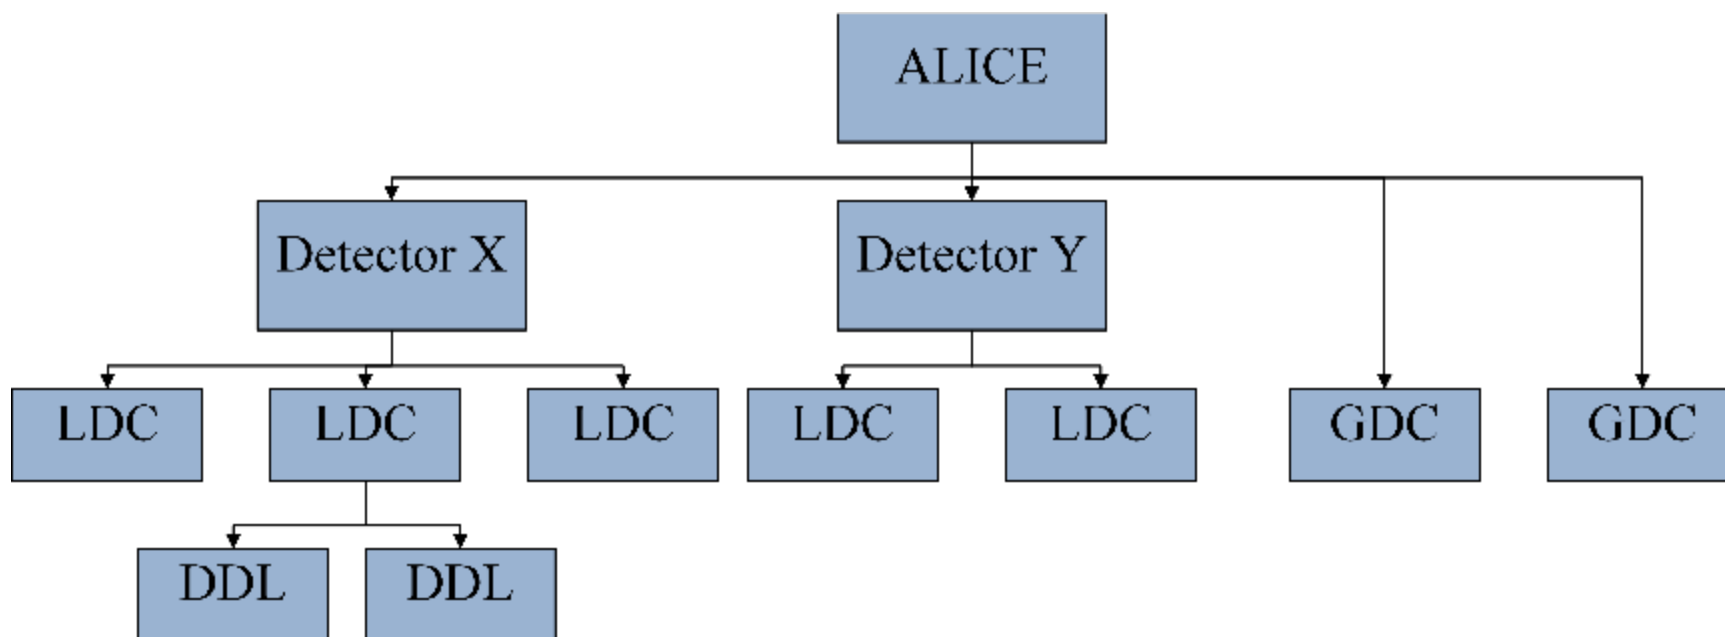 ALICE
Detector X
Detector Y
LDC
LDC
LDC
LDC
LDC
GDC
GDC
DDL
DDL